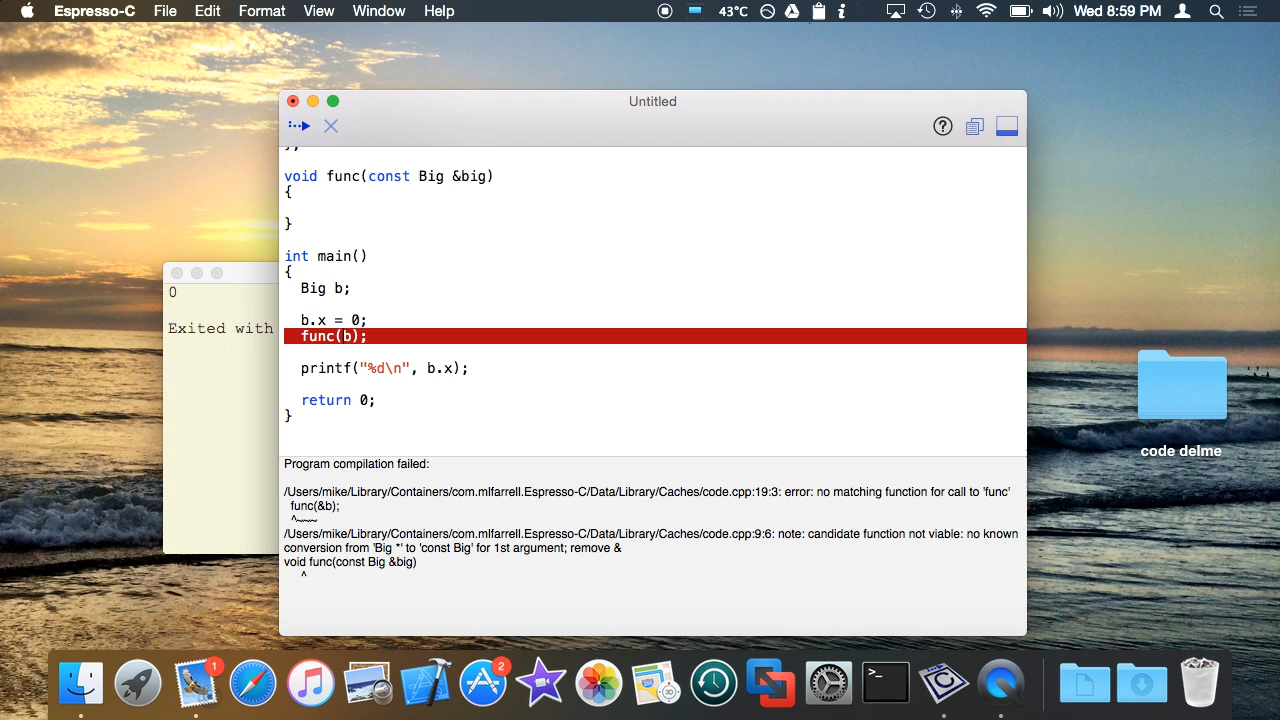 Espresso-C File Edit Format View Window Help 43°C Wed 8:59 PM
Untitled
};
void func(const Big &big)
{
}
int main()
{
Big b;
b.x = 0;
func(b);
printf("%d\n", b.x);
return 0;
}
0
Exited with
Program compilation failed:
/Users/mike/Library/Containers/com.mlfarrell.Espresso-C/Data/Library/Caches/code.cpp:19:3: error: no matching function for call to 'func'
func(&b);
^~~~
/Users/mike/Library/Containers/com.mlfarrell.Espresso-C/Data/Library/Caches/code.cpp:9:6: note: candidate function not viable: no known
conversion from 'Big *' to 'const Big' for 1st argument; remove &
void func(const Big &big)
^
code delme
1
2
3D
>_
C